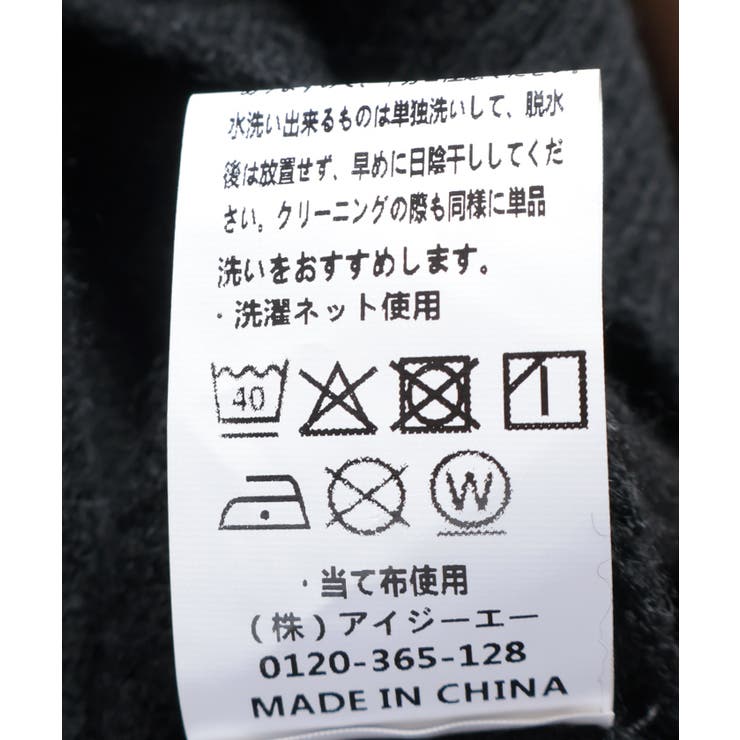 水洗い出来るものは単独洗いして、脱水
後は放置せず、早めに日陰干ししてくだ
さい。クリーニングの際も同様に単品
洗いをおすすめします。
・洗濯ネット使用
40
W
・当て布使用
(株)アイジーエー
0120-365-128
MADE IN CHINA